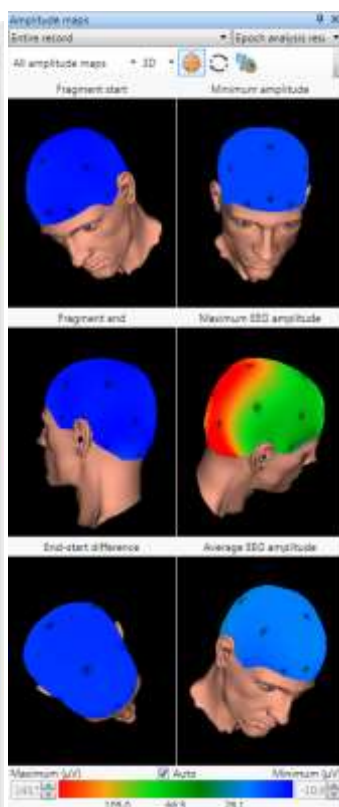 Amplitude maps
Entire record Epoch analysis resu
All amplitude maps 3D
Fragment start Minimum amplitude
Fragment end Maximum EEG amplitude
End-start difference Average EEG amplitude
Maximum (µV) Auto Minimum (µV)